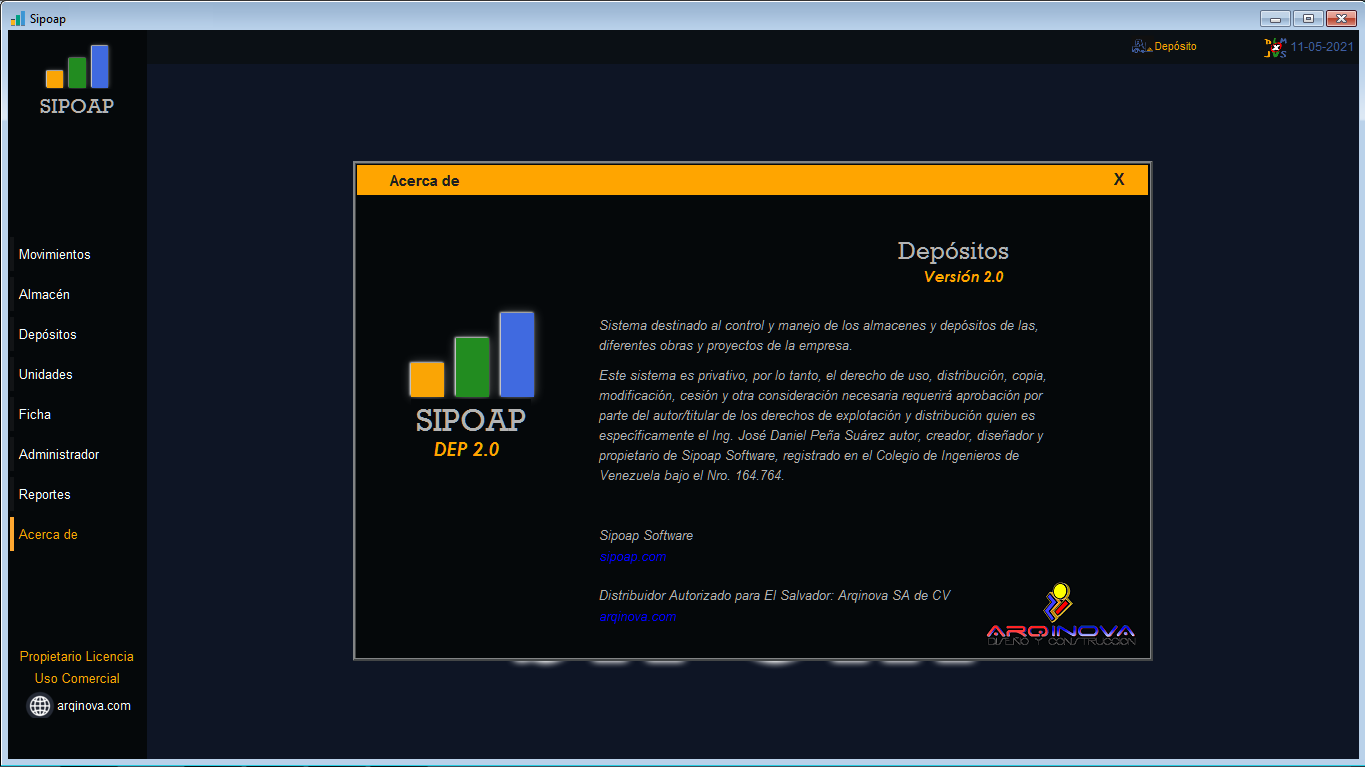 Sipoap
SIPOAP
Depósito
11-05-2021
Movimientos
Almacén
Depósitos
Unidades
Ficha
Administrador
Reportes
Acerca de
Propietario Licencia
Uso Comercial
arqinova.com
Acerca de
X
Depósitos
Versión 2.0
SIPOAP
DEP 2.0
Sistema destinado al control y manejo de los almacenes y depósitos de las,
diferentes obras y proyectos de la empresa.
Este sistema es privativo, por lo tanto, el derecho de uso, distribución, copia,
modificación, cesión y otra consideración necesaria requerirá aprobación por
parte del autor/titular de los derechos de explotación y distribución quien es
especificamente el Ing. José Daniel Peña Suárez autor, creador, diseñador y
propietario de Sipoap Software, registrado en el Colegio de Ingenieros de
Venezuela bajo el Nro. 164.764.
Sipoap Software
sipoap.com
Distribuidor Autorizado para El Salvador: Arqinova SA de CV
arqinova.com
ARQINOVA
DISEÑO Y CONSTRUCCION